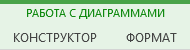 РАБОТА С ДИАГРАММАМИ
КОНСТРУКТОР ФОРМАТ